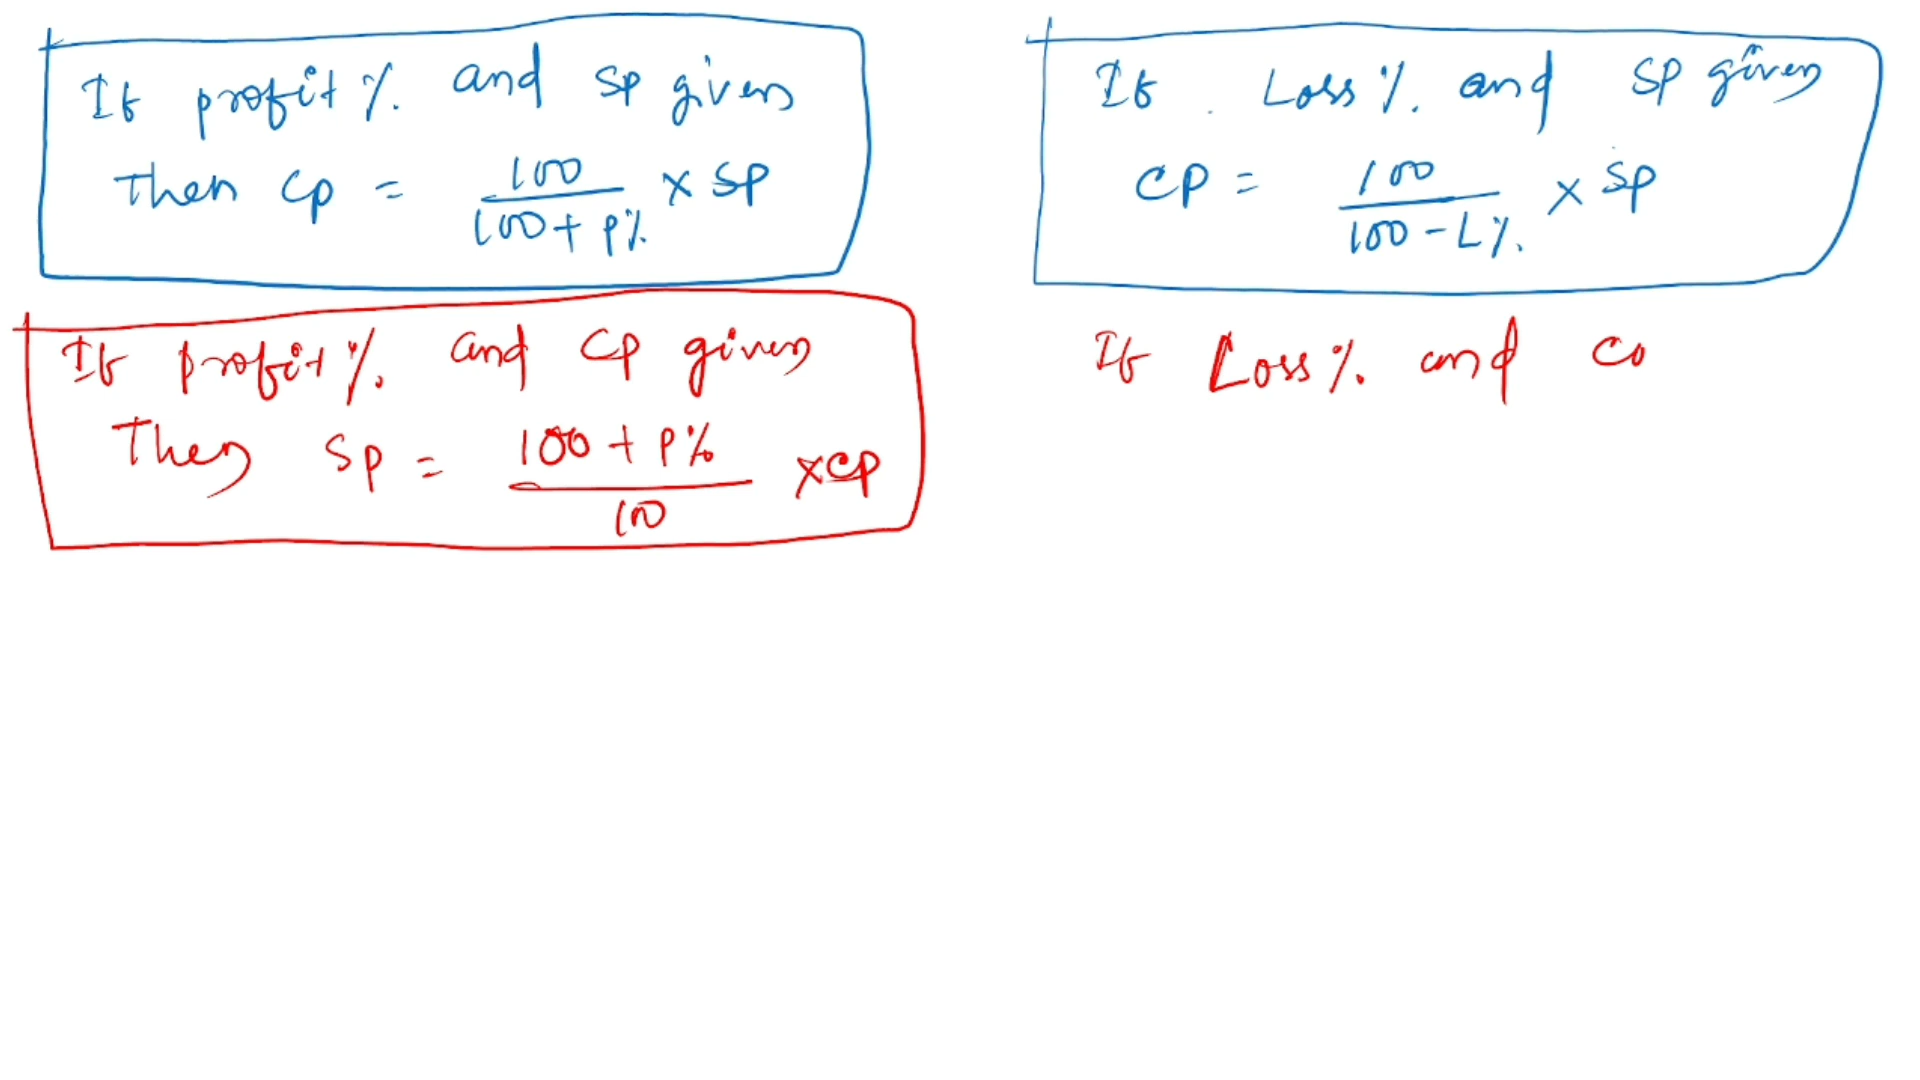 If profit % and SP given
Then CP = 100 / 100 + P% × SP
If Loss % and SP given
CP = 100 / 100 - L% × SP
If profit % and CP given
Then SP = 100 + P% / 100 × CP
If Loss % and co